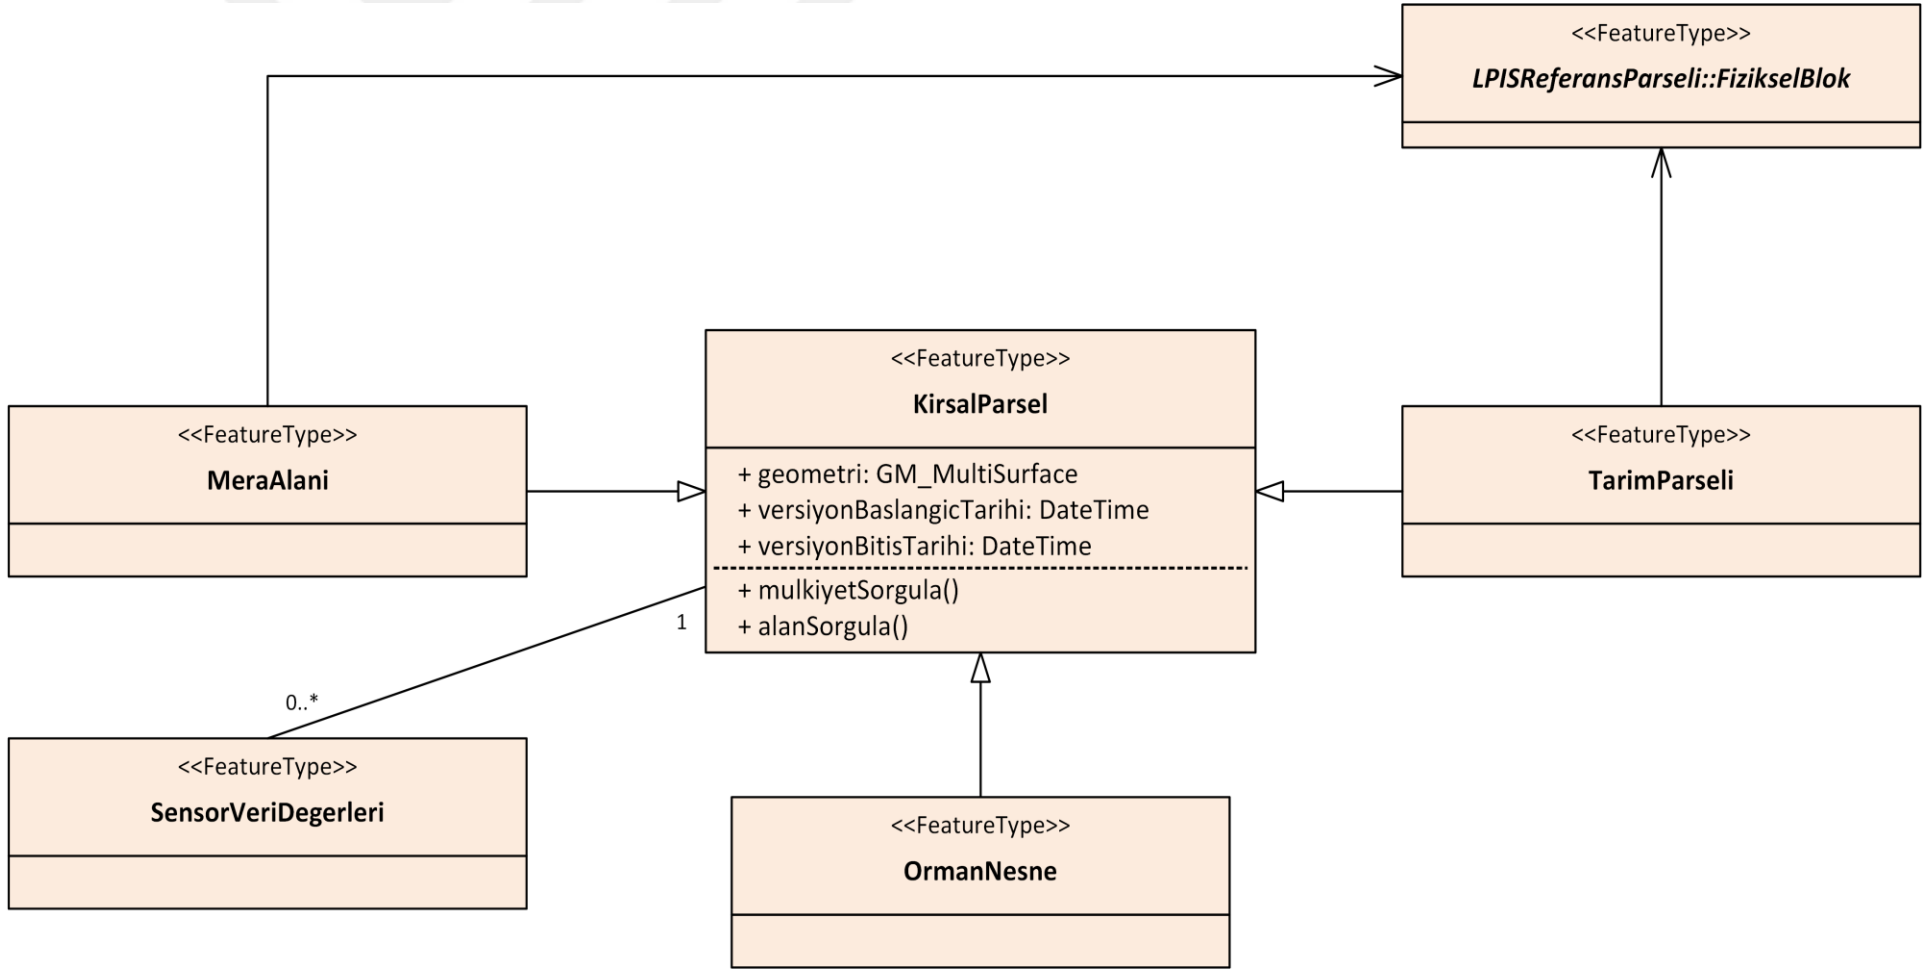 <<FeatureType>>
LPISReferansParseli::FizikselBlok
<<FeatureType>>
KirsalParsel
+ geometri: GM_MultiSurface
+ versiyonBaslangicTarihi: DateTime
+ versiyonBitisTarihi: DateTime
+ mulkiyetSorgula()
+ alanSorgula()
<<FeatureType>>
MeraAlani
<<FeatureType>>
TarimParseli
1
0..*
<<FeatureType>>
SensorVeriDegerleri
<<FeatureType>>
OrmanNesne